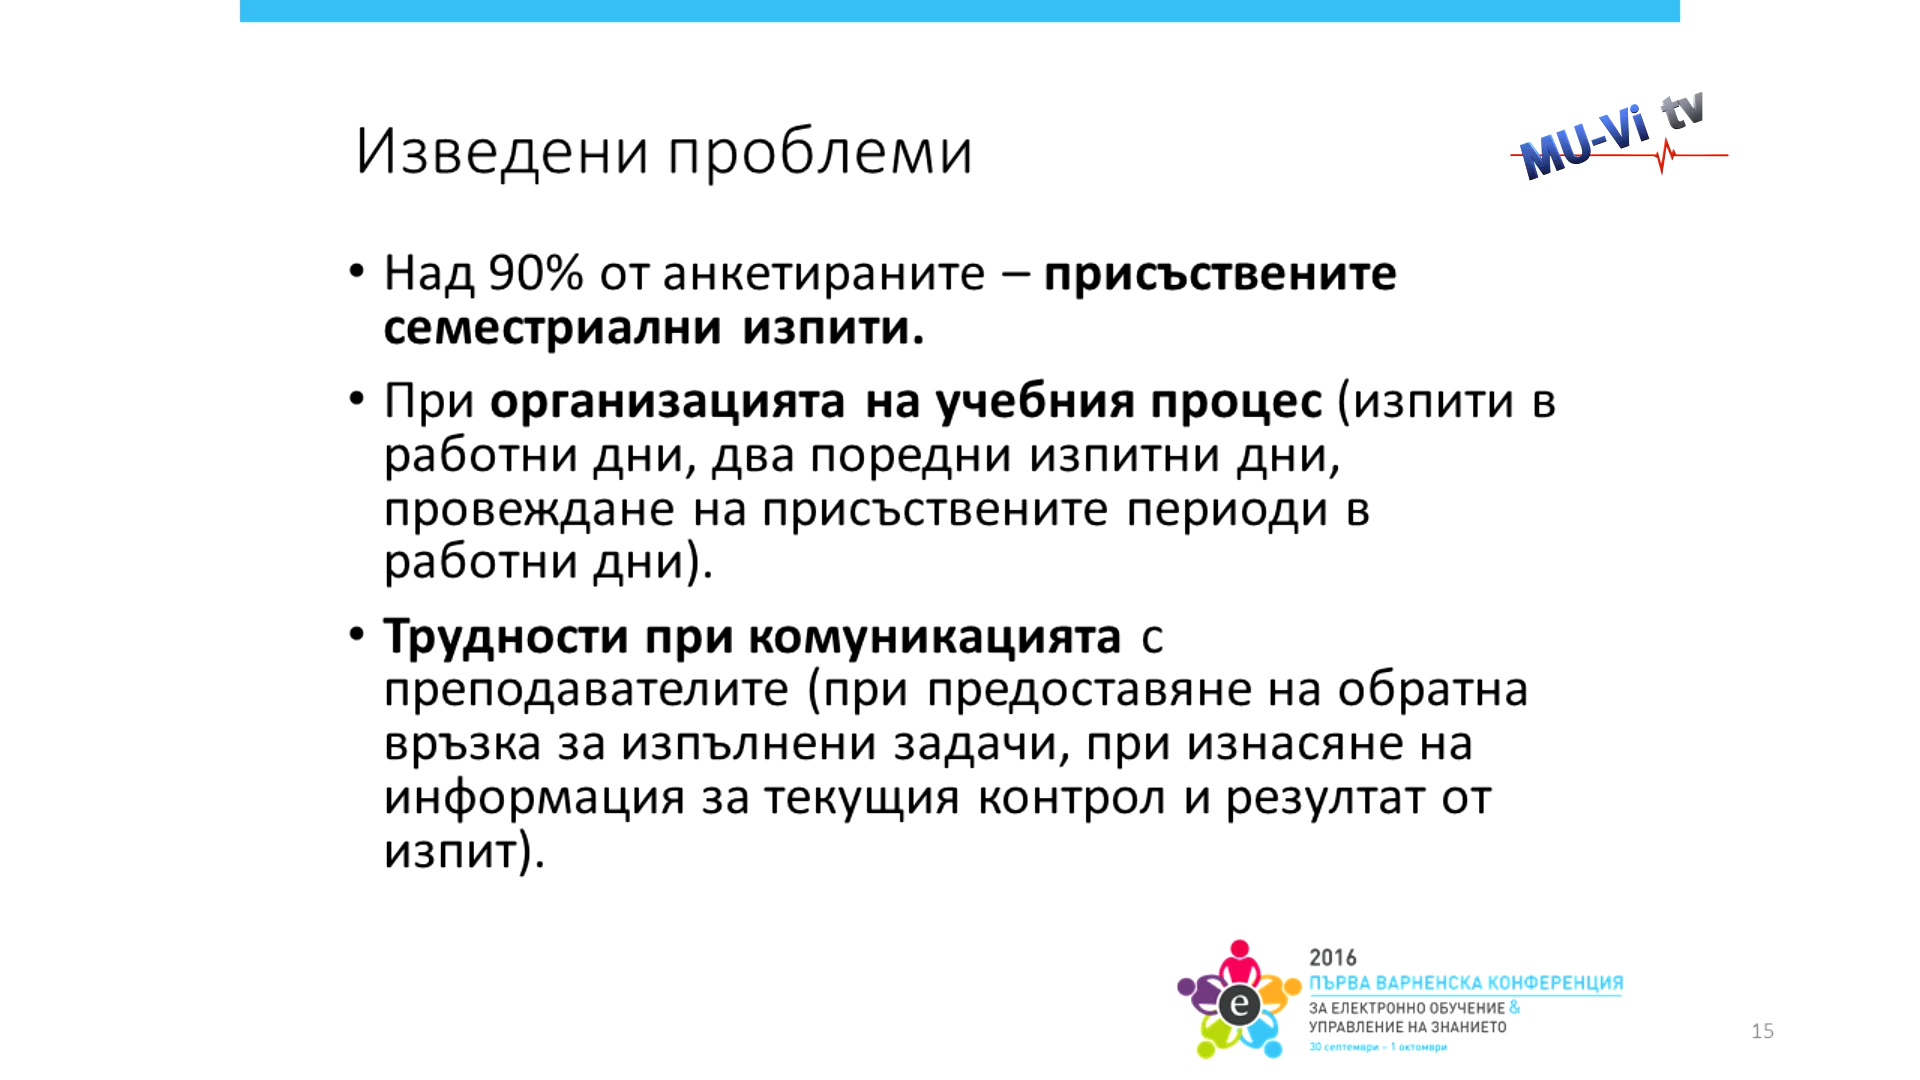 MU-Vi tv
Изведени проблеми
• Над 90% от анкетираните – присъствените
семестриални изпити.
• При организацията на учебния процес (изпити в
работни дни, два поредни изпитни дни,
провеждане на присъствените периоди в
работни дни).
• Трудности при комуникацията с
преподавателите (при предоставяне на обратна
връзка за изпълнени задачи, при изнасяне на
информация за текущия контрол и резултат от
изпит).
e
2016
ПЪРВА ВАРНЕНСКА КОНФЕРЕНЦИЯ
ЗА ЕЛЕКТРОННО ОБУЧЕНИЕ &
УПРАВЛЕНИЕ НА ЗНАНИЕТО
30 септември – 1 октомври
15